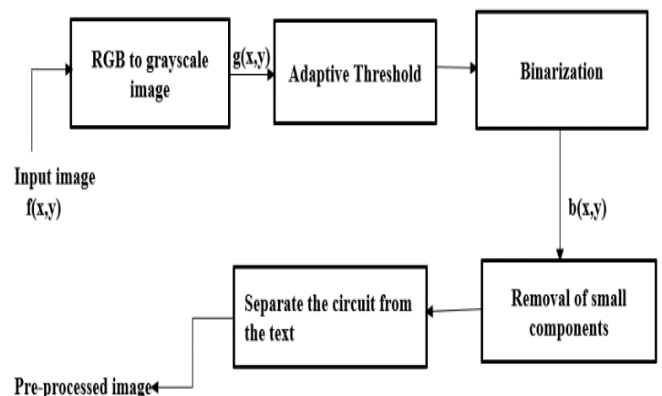 RGB to grayscale
image
g(x,y)
Adaptive Threshold
Binarization
Input image
f(x,y)
b(x,y)
Removal of small
components
Separate the circuit from
the text
Pre-processed image